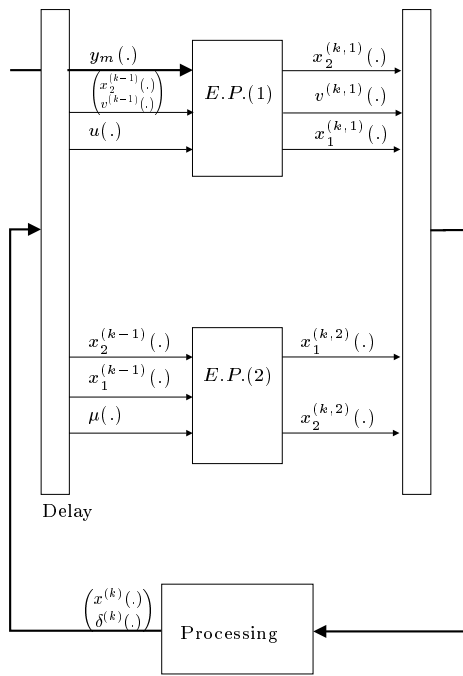 y_m(.)
x_2^{(k,1)}(.)
(x_2^{(k-1)}(.)
v^{(k-1)}(.))
E.P.(1)
v^{(k,1)}(.)
u(.)
x_1^{(k,1)}(.)
x_2^{(k-1)}(.)
x_1^{(k,2)}(.)
x_1^{(k-1)}(.)
E.P.(2)
μ(.)
x_2^{(k,2)}(.)
Delay
(x^{(k)}(.)
δ^{(k)}(.))
Processing